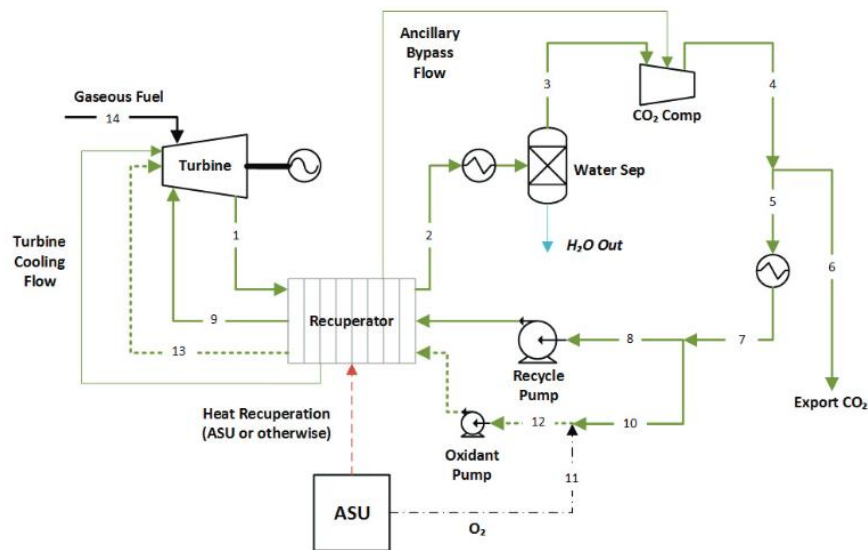 Ancillary
Bypass
Flow
3
4
CO₂ Comp
Gaseous Fuel
14
Turbine
Water Sep
5
1
2
H₂O Out
6
Turbine
Cooling
Flow
9
Recuperator
8
7
13
Recycle
Pump
Export CO₂
Heat Recuperation
(ASU or otherwise)
12
10
Oxidant
Pump
11
ASU
O₂